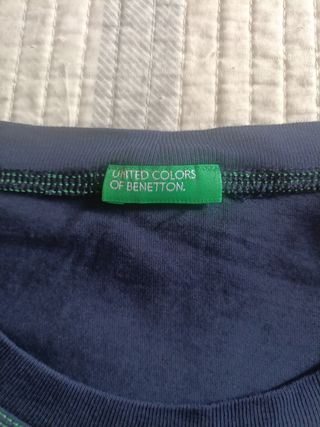 UNITED COLORS
OF BENETTON.